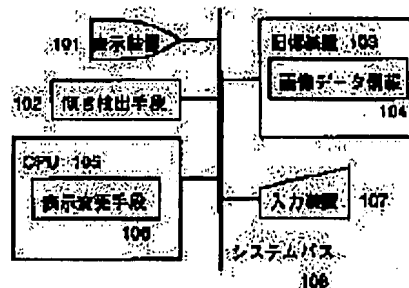 101 表示装置
記憶装置 103
画像データ情報
104
102 傾き検出手段
CPU 105
表示変更手段
106
入力装置 107
システムバス
108